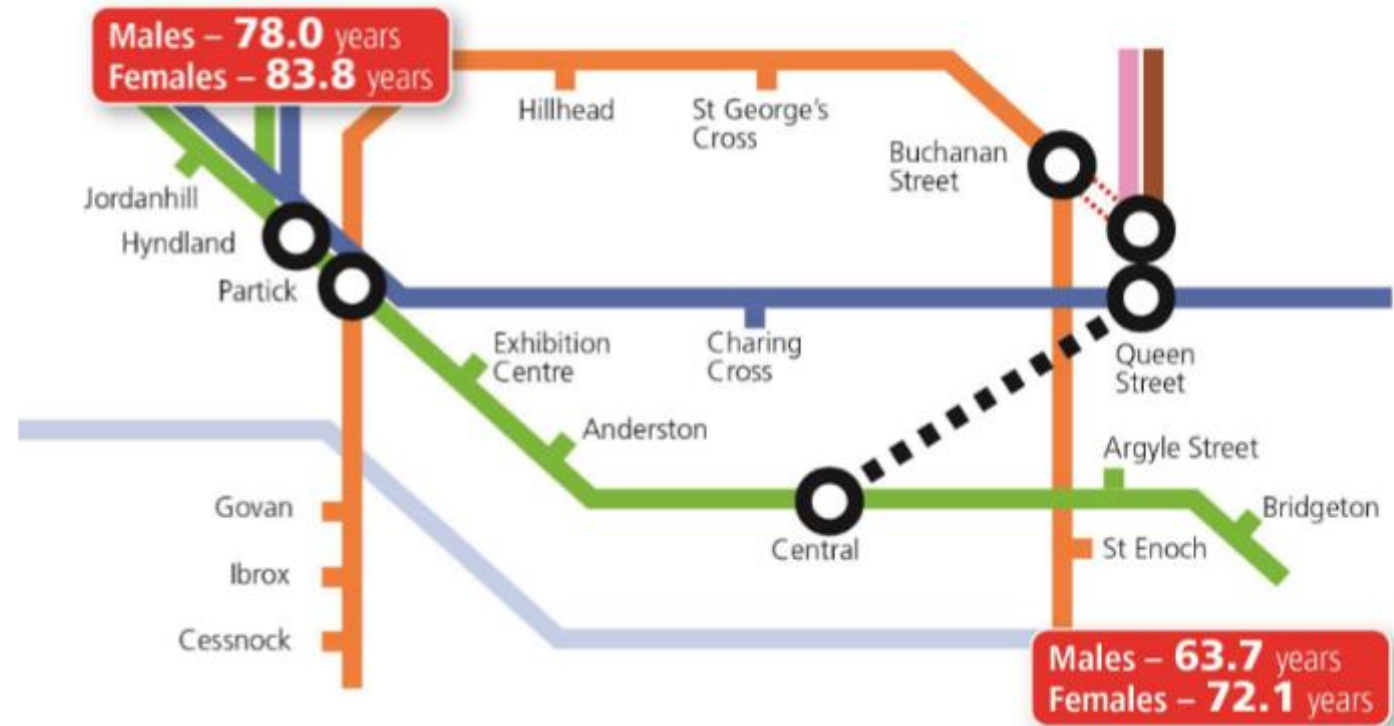 Males – 78.0 years
Females – 83.8 years
Hillhead
St George's
Cross
Buchanan
Street
Jordanhill
Hyndland
Partick
Exhibition
Centre
Charing
Cross
Queen
Street
Anderston
Argyle Street
Govan
Bridgeton
Central
St Enoch
Ibrox
Cessnock
Males – 63.7 years
Females – 72.1 years